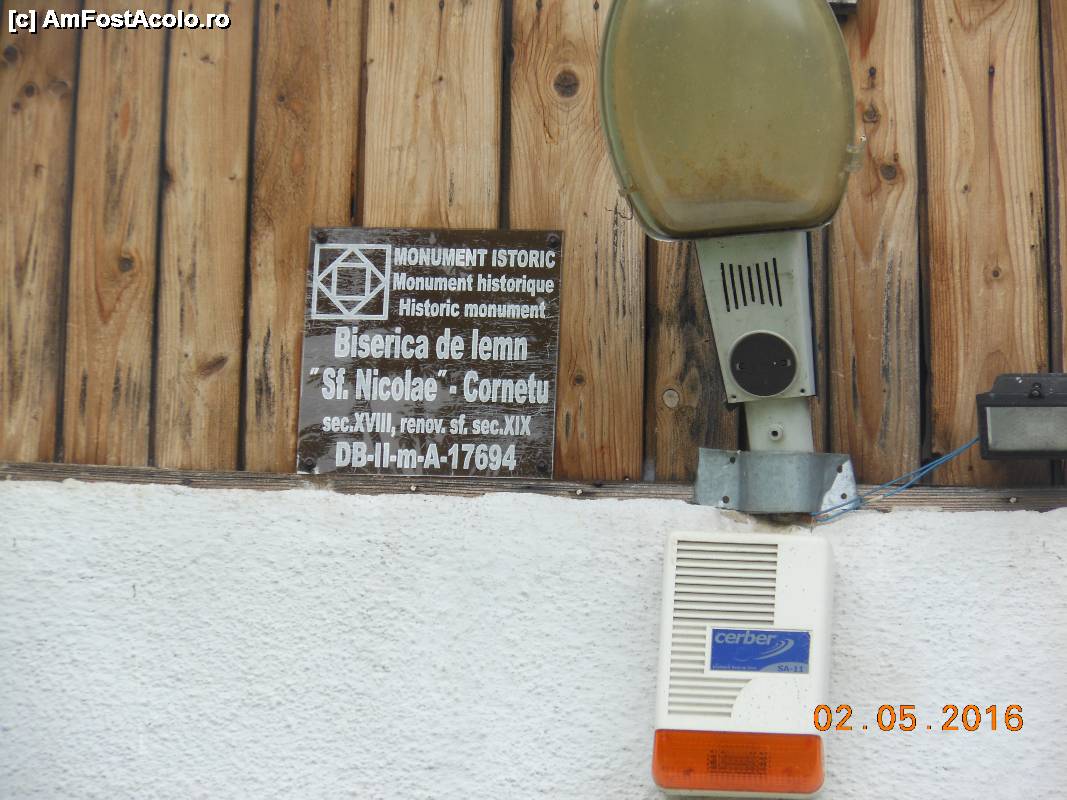 [c] AmFostAcolo.ro
MONUMENT ISTORIC
Monument historique
Historic monument
Biserica de lemn
"Sf. Nicolae" - Cornetu
sec.XVIII, renov. sf. sec.XIX
DB-II-m-A-17694
cerber
SA-11
02.05.2016